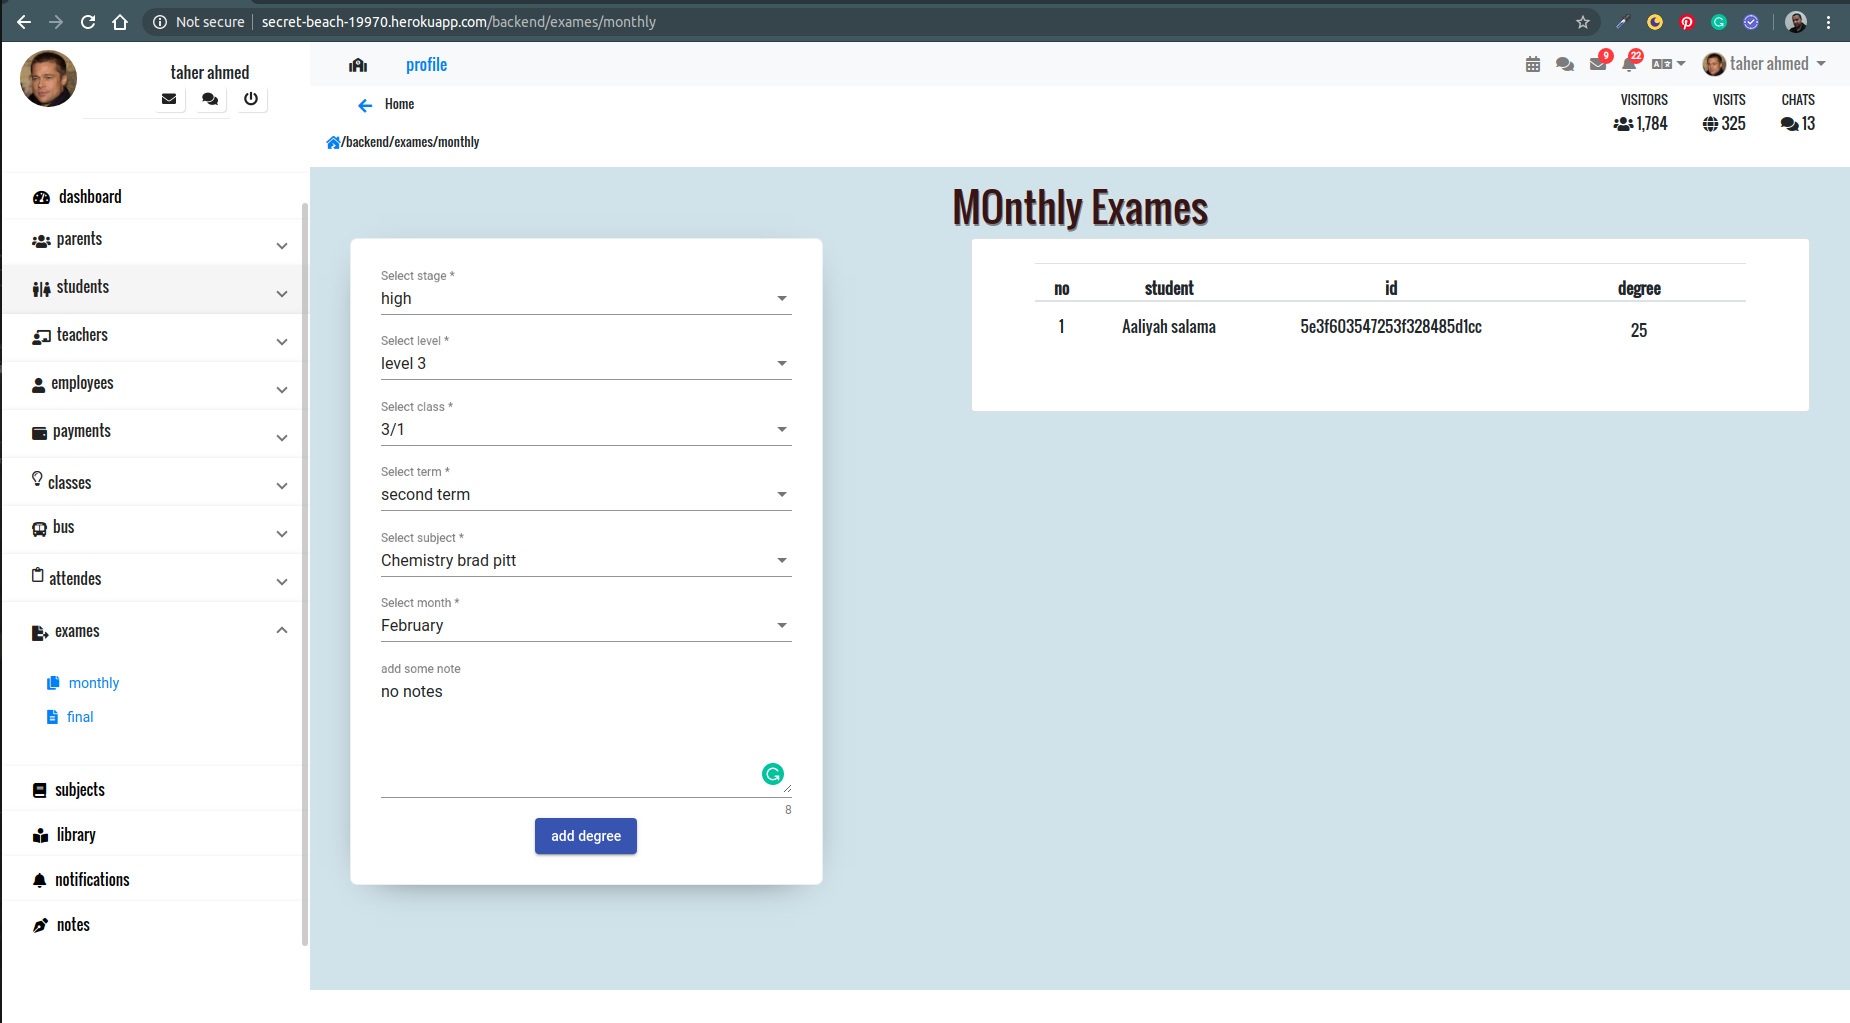 Not secure secret-beach-19970.herokuapp.com/backend/exames/monthly
taher ahmed
profile
9
22
taher ahmed
Home
VISITORS
1,784
VISITS
325
CHATS
13
/backend/exames/monthly
dashboard
parents
students
teachers
employees
payments
classes
bus
attendes
exames
monthly
final
subjects
library
notifications
notes
MOnthly Exames
Select stage *
high
Select level *
level 3
Select class *
3/1
Select term *
second term
Select subject *
Chemistry brad pitt
Select month *
February
add some note
no notes
8
add degree
no student id degree
1 Aaliyah salama 5e3f603547253f328485d1cc 25